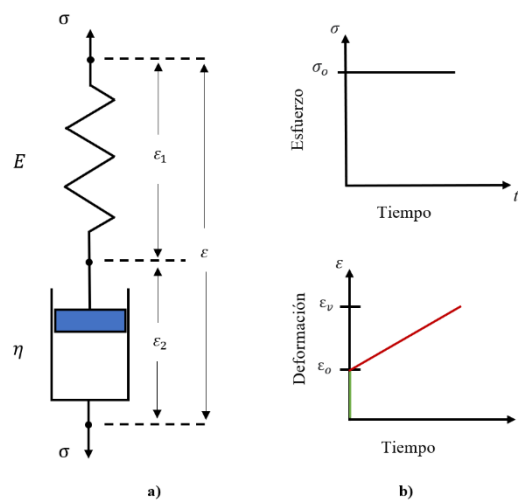 σ
E
ε₁
ε
η
ε₂
σ
a)
σ
σₒ
Esfuerzo
t
Tiempo
ε
εᵥ
εₒ
Deformación
Tiempo
b)